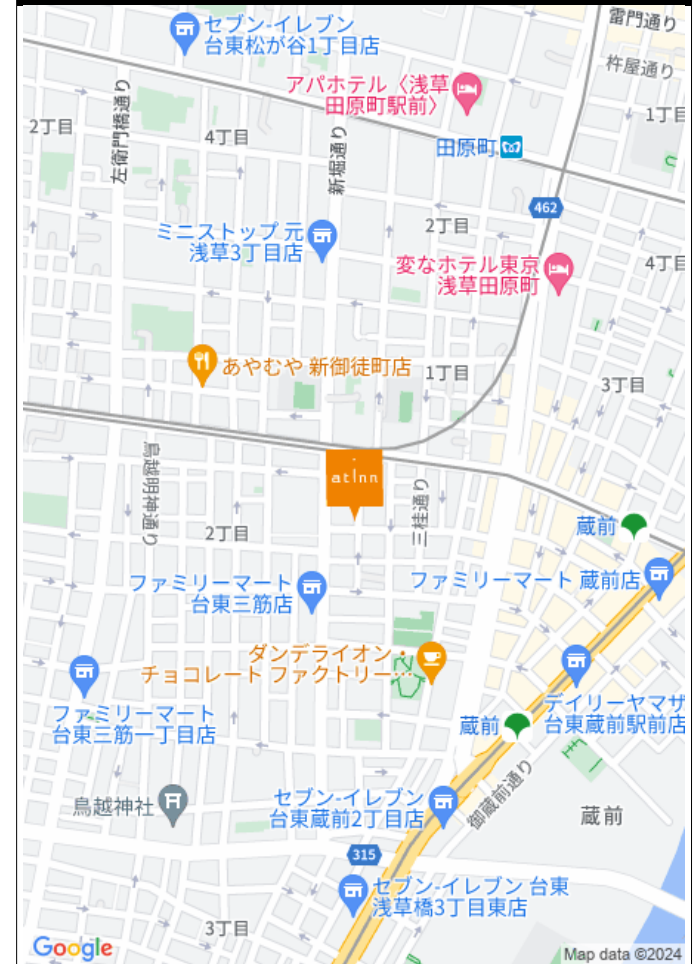 雷門通り
セブン-イレブン
台東松が谷1丁目店
杵屋通り
アパホテル〈浅草
田原町駅前〉
左衛門橋通り
1丁目
2丁目
4丁目
新堀通り
田原町
462
2丁目
ミニストップ 元
浅草3丁目店
変なホテル東京
浅草田原町
4丁目
あやむや 新御徒町店
1丁目
3丁目
atInn
鳥越明神通り
三桂通り
2丁目
蔵前
ファミリーマート
台東三筋店
ファミリーマート 蔵前店
ダンデライオン・
チョコレート ファクトリー…
ファミリーマート
台東三筋一丁目店
デイリーヤマザ
台東蔵前駅前店
蔵前
鳥越神社
セブン-イレブン
台東蔵前2丁目店
御蔵前通り
蔵前
315
セブン-イレブン 台東
浅草橋3丁目東店
3丁目
Google
Map data ©2024